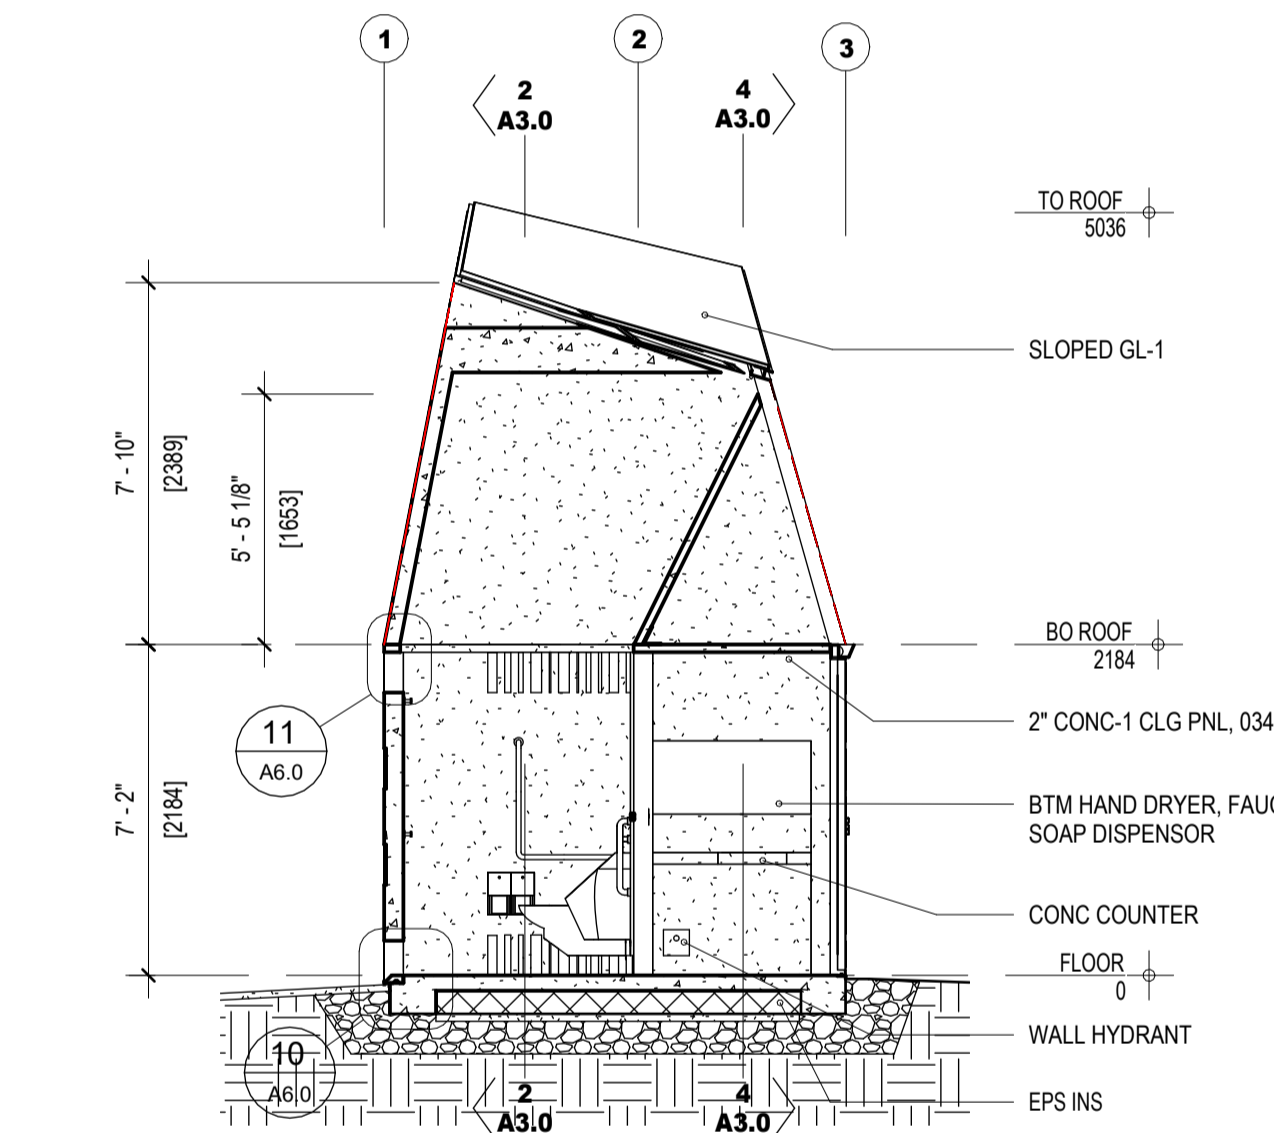 1
2
3
2
A3.0
4
A3.0
TO ROOF
5036
SLOPED GL-1
7' - 10"
[2389]
5' - 5 1/8"
[1653]
BO ROOF
2184
11
A6.0
2" CONC-1 CLG PNL, 034
7' - 2"
[2184]
BTM HAND DRYER, FAU
SOAP DISPENSOR
CONC COUNTER
FLOOR
0
WALL HYDRANT
10
A6.0
EPS INS
2
A3.0
4
A3.0